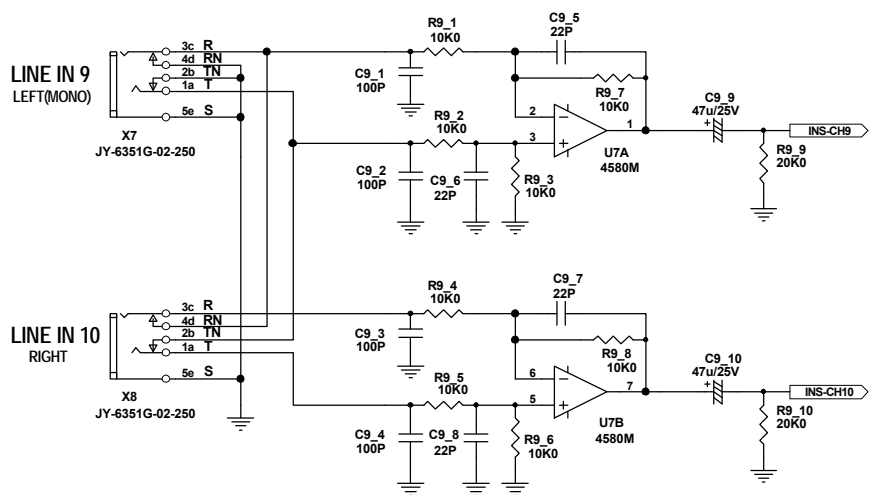 LINE IN 9
LEFT(MONO)
3c R
4d RN
2b TN
1a T
5e S
X7
JY-6351G-02-250
C9_1
100P
R9_1
10K0
C9_5
22P
R9_7
10K0
R9_2
10K0
C9_2
100P
C9_6
22P
R9_3
10K0
2
3
1
U7A
4580M
C9_9
47u/25V
+
INS-CH9
R9_9
20K0
LINE IN 10
RIGHT
3c R
4d RN
2b TN
1a T
5e S
X8
JY-6351G-02-250
R9_4
10K0
C9_3
100P
C9_7
22P
R9_8
10K0
R9_5
10K0
C9_4
100P
C9_8
22P
R9_6
10K0
6
5
7
U7B
4580M
C9_10
47u/25V
+
INS-CH10
R9_10
20K0